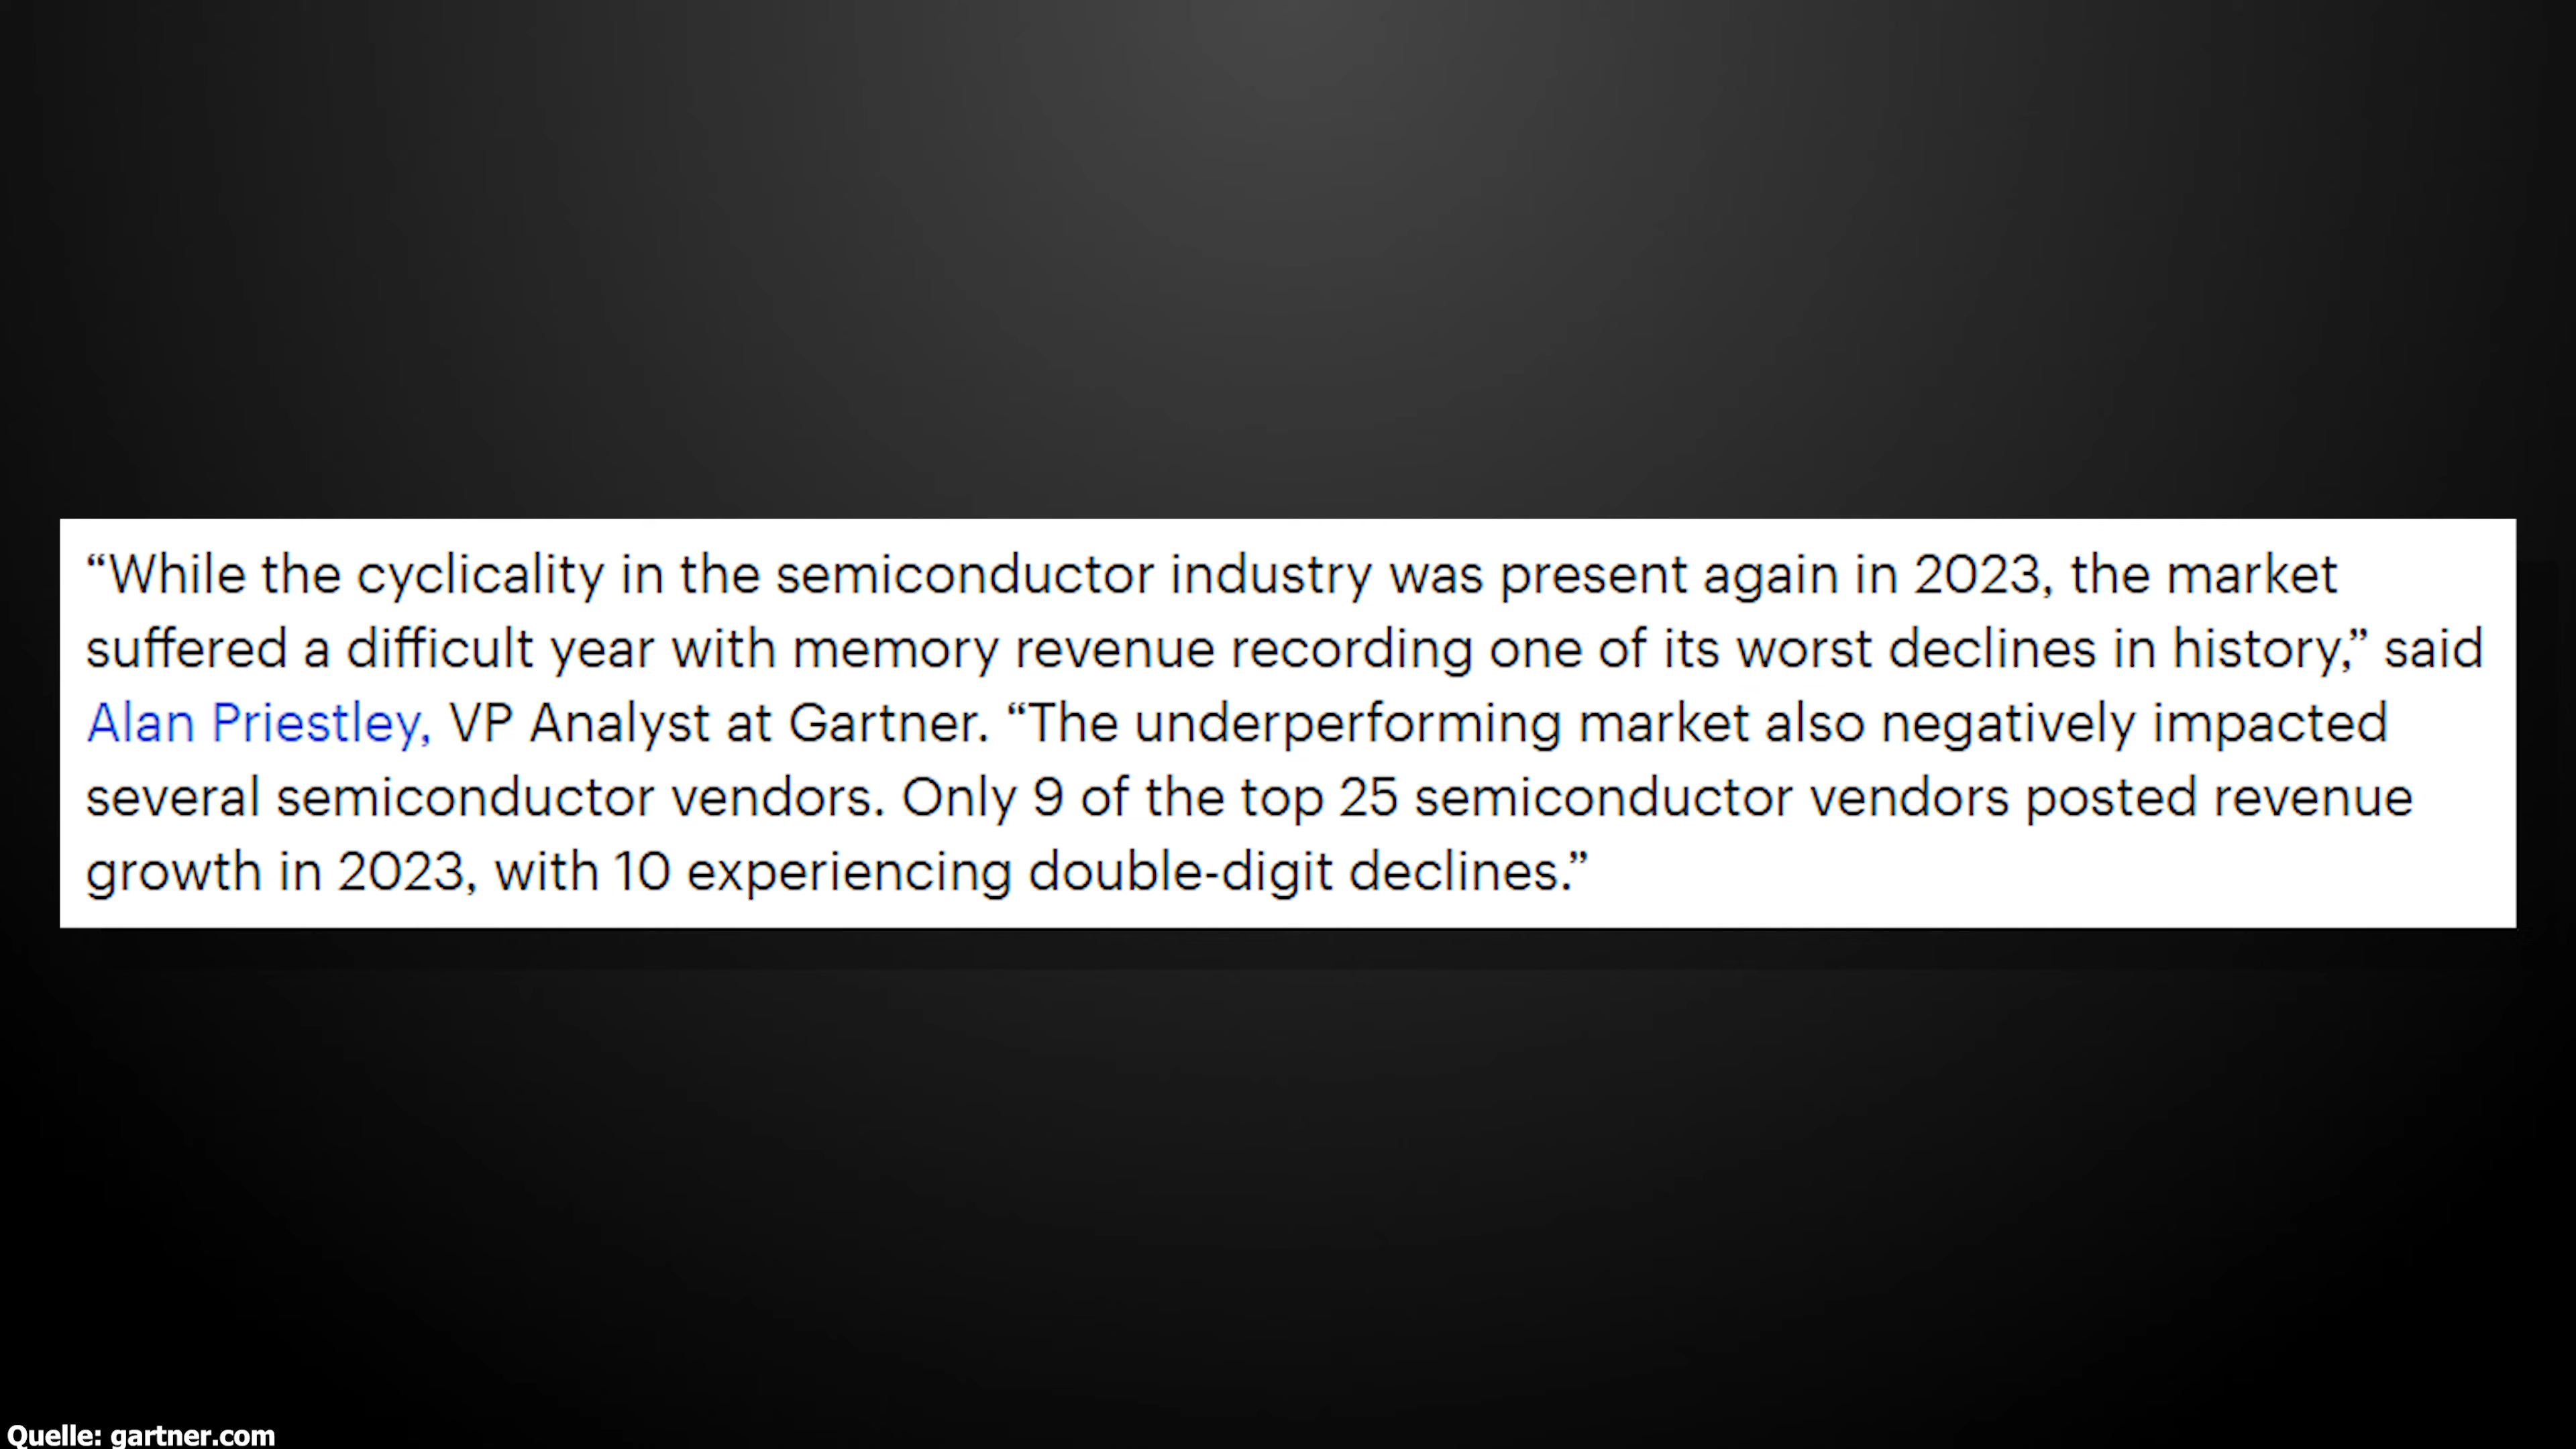 “While the cyclicality in the semiconductor industry was present again in 2023, the market
suffered a difficult year with memory revenue recording one of its worst declines in history,” said
Alan Priestley, VP Analyst at Gartner. “The underperforming market also negatively impacted
several semiconductor vendors. Only 9 of the top 25 semiconductor vendors posted revenue
growth in 2023, with 10 experiencing double-digit declines.”
Quelle: gartner.com